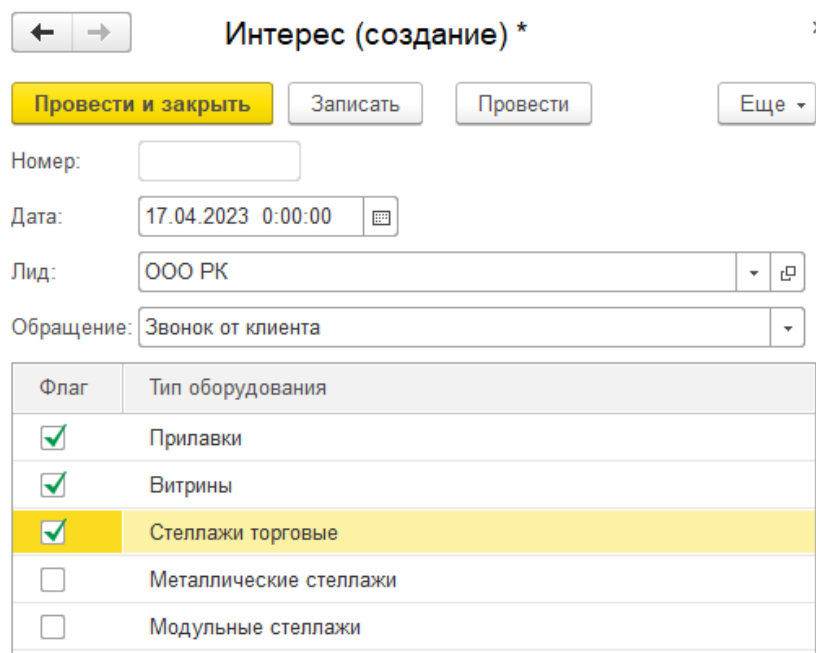 Интерес (создание) *
Провести и закрыть Записать Провести Еще
Номер:
Дата: 17.04.2023 0:00:00
Лид: ООО РК
Обращение: Звонок от клиента
Флаг Тип оборудования
Прилавки
Витрины
Стеллажи торговые
Металлические стеллажи
Модульные стеллажи